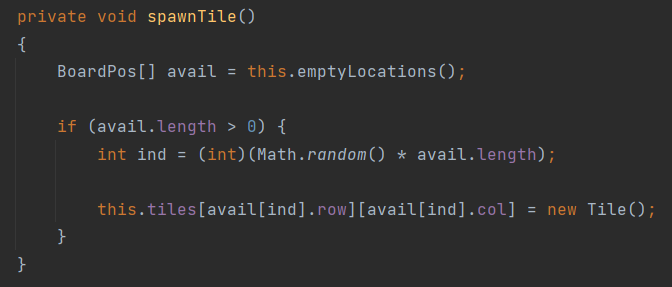 private void spawnTile()
{
    BoardPos[] avail = this.emptyLocations();
    if (avail.length > 0) {
        int ind = (int)(Math.random() * avail.length);
        this.tiles[avail[ind].row][avail[ind].col] = new Tile();
    }
}